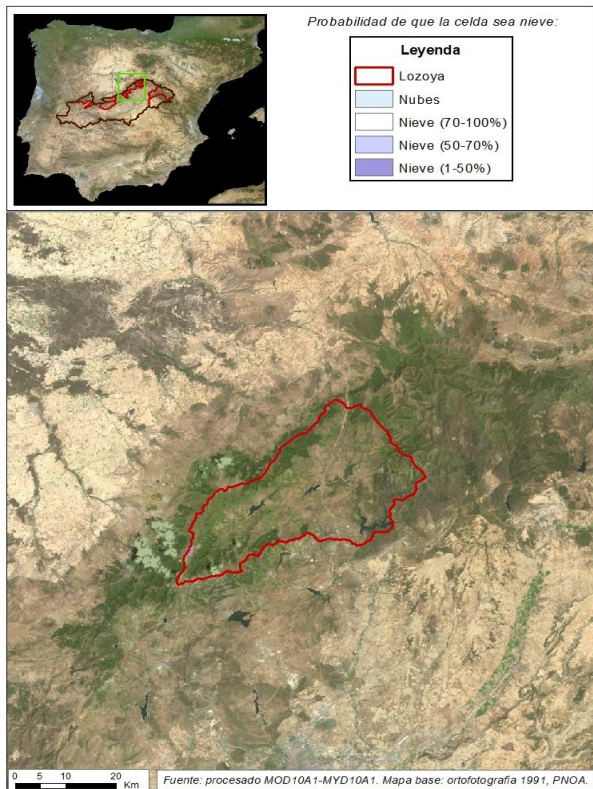 Probabilidad de que la celda sea nieve:
Leyenda
Lozoya
Nubes
Nieve (70-100%)
Nieve (50-70%)
Nieve (1-50%)
0 5 10 20
Km
Fuente: procesado MOD10A1-MYD10A1. Mapa base: ortofotografia 1991, PNOA.